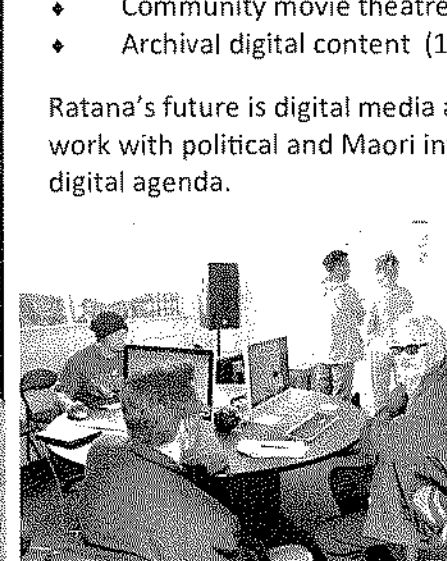 Community movie theatre
Archival digital content (1
Ratana's future is digital media a
work with political and Maori in
digital agenda.